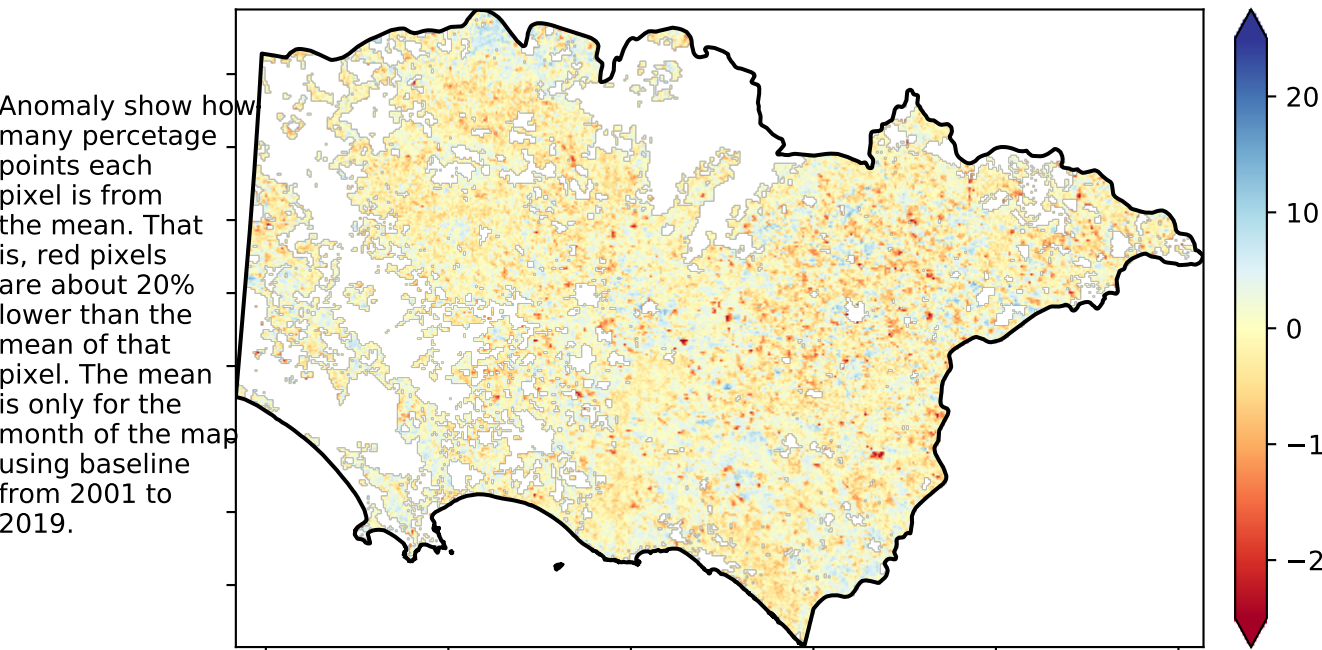 Anomaly show how
many percetage
points each
pixel is from
the mean. That
is, red pixels
are about 20%
lower than the
mean of that
pixel. The mean
is only for the
month of the map
using baseline
from 2001 to
2019.
20
10
0
−1
−2